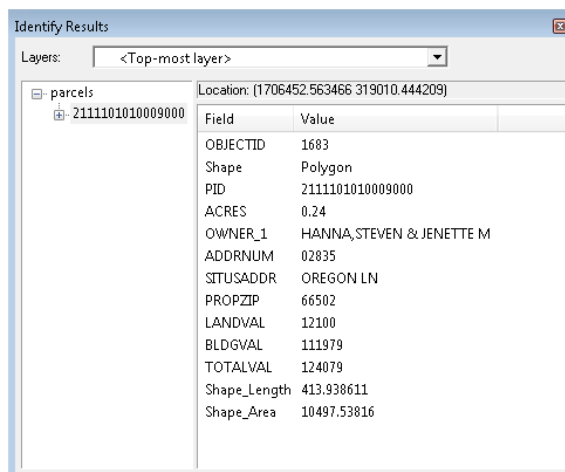 Identify Results
Layers: <Top-most layer>
parcels
2111101010009000
Location: (1706452.563466 319010.444209)
Field Value
OBJECTID 1683
Shape Polygon
PID 2111101010009000
ACRES 0.24
OWNER_1 HANNA,STEVEN & JENETTE M
ADDRNUM 02835
SITUSADDR OREGON LN
PROPZIP 66502
LANDVAL 12100
BLDGVAL 111979
TOTALVAL 124079
Shape_Length 413.938611
Shape_Area 10497.53816